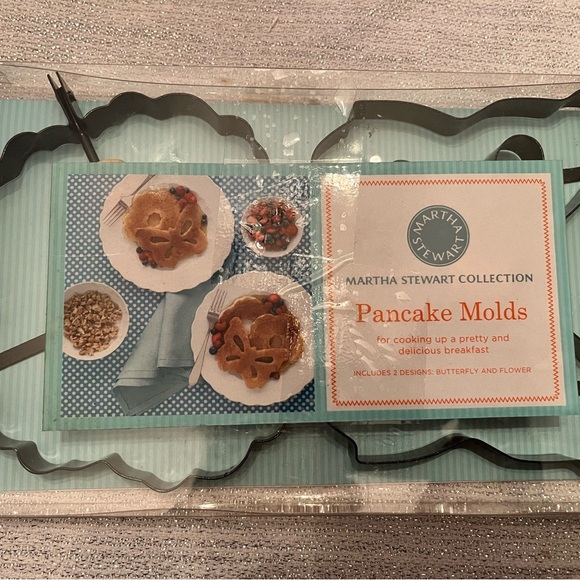 MARTHA
STEWART
MARTHA STEWART COLLECTION
Pancake Molds
for cooking up a pretty and
delicious breakfast
INCLUDES 2 DESIGNS: BUTTERFLY AND FLOWER